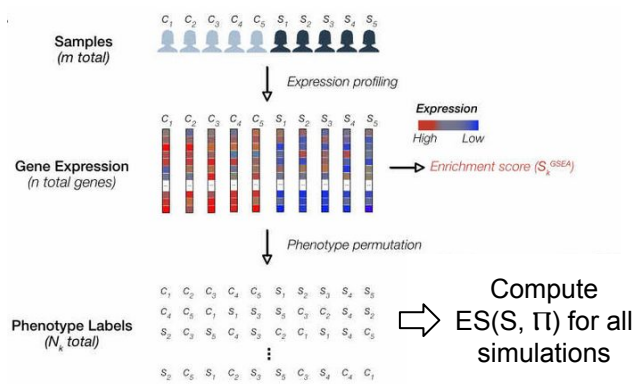 C₁ C₂ C₃ C₄ C₅ S₁ S₂ S₃ S₄ S₅
Samples
(m total)
Expression profiling
C₁ C₂ C₃ C₄ C₅ S₁ S₂ S₃ S₄ S₅
Expression
High Low
Gene Expression
(n total genes)
Enrichment score (Sₖᴳˢᴱᴬ)
Phenotype permutation
C₁ C₂ C₃ C₄ C₅ S₁ S₂ S₃ S₄ S₅
C₄ C₅ C₁ S₁ S₃ S₅ C₃ C₂ S₄ S₂
S₂ C₃ S₅ C₄ S₃ C₂ C₁ S₁ S₄ C₅
⋮
S₂ C₅ S₁ C₂ S₃ S₅ C₃ S₄ C₄ C₁
Phenotype Labels
(Nₖ total)
Compute
ES(S, Π) for all
simulations